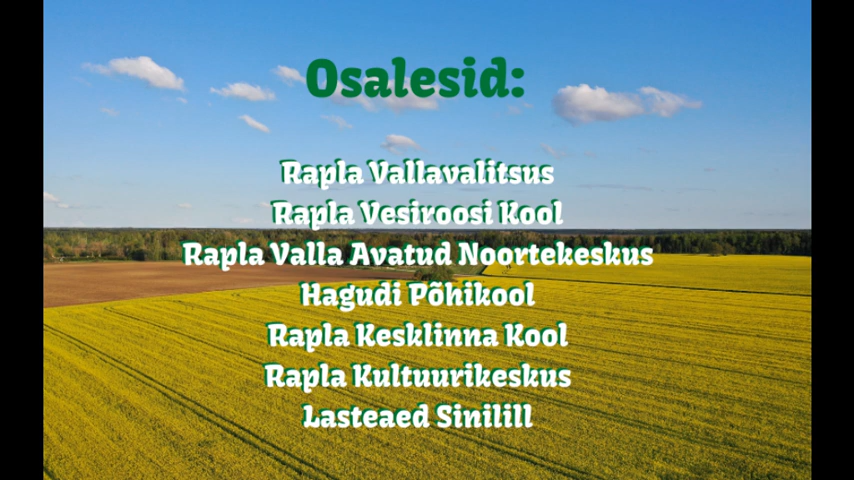 Osalesid:
Rapla Vallavalitsus
Rapla Vesiroosi Kool
Rapla Valla Avatud Noortekeskus
Hagudi Põhikool
Rapla Kesklinna Kool
Rapla Kultuurikeskus
Lasteaed Sinilill